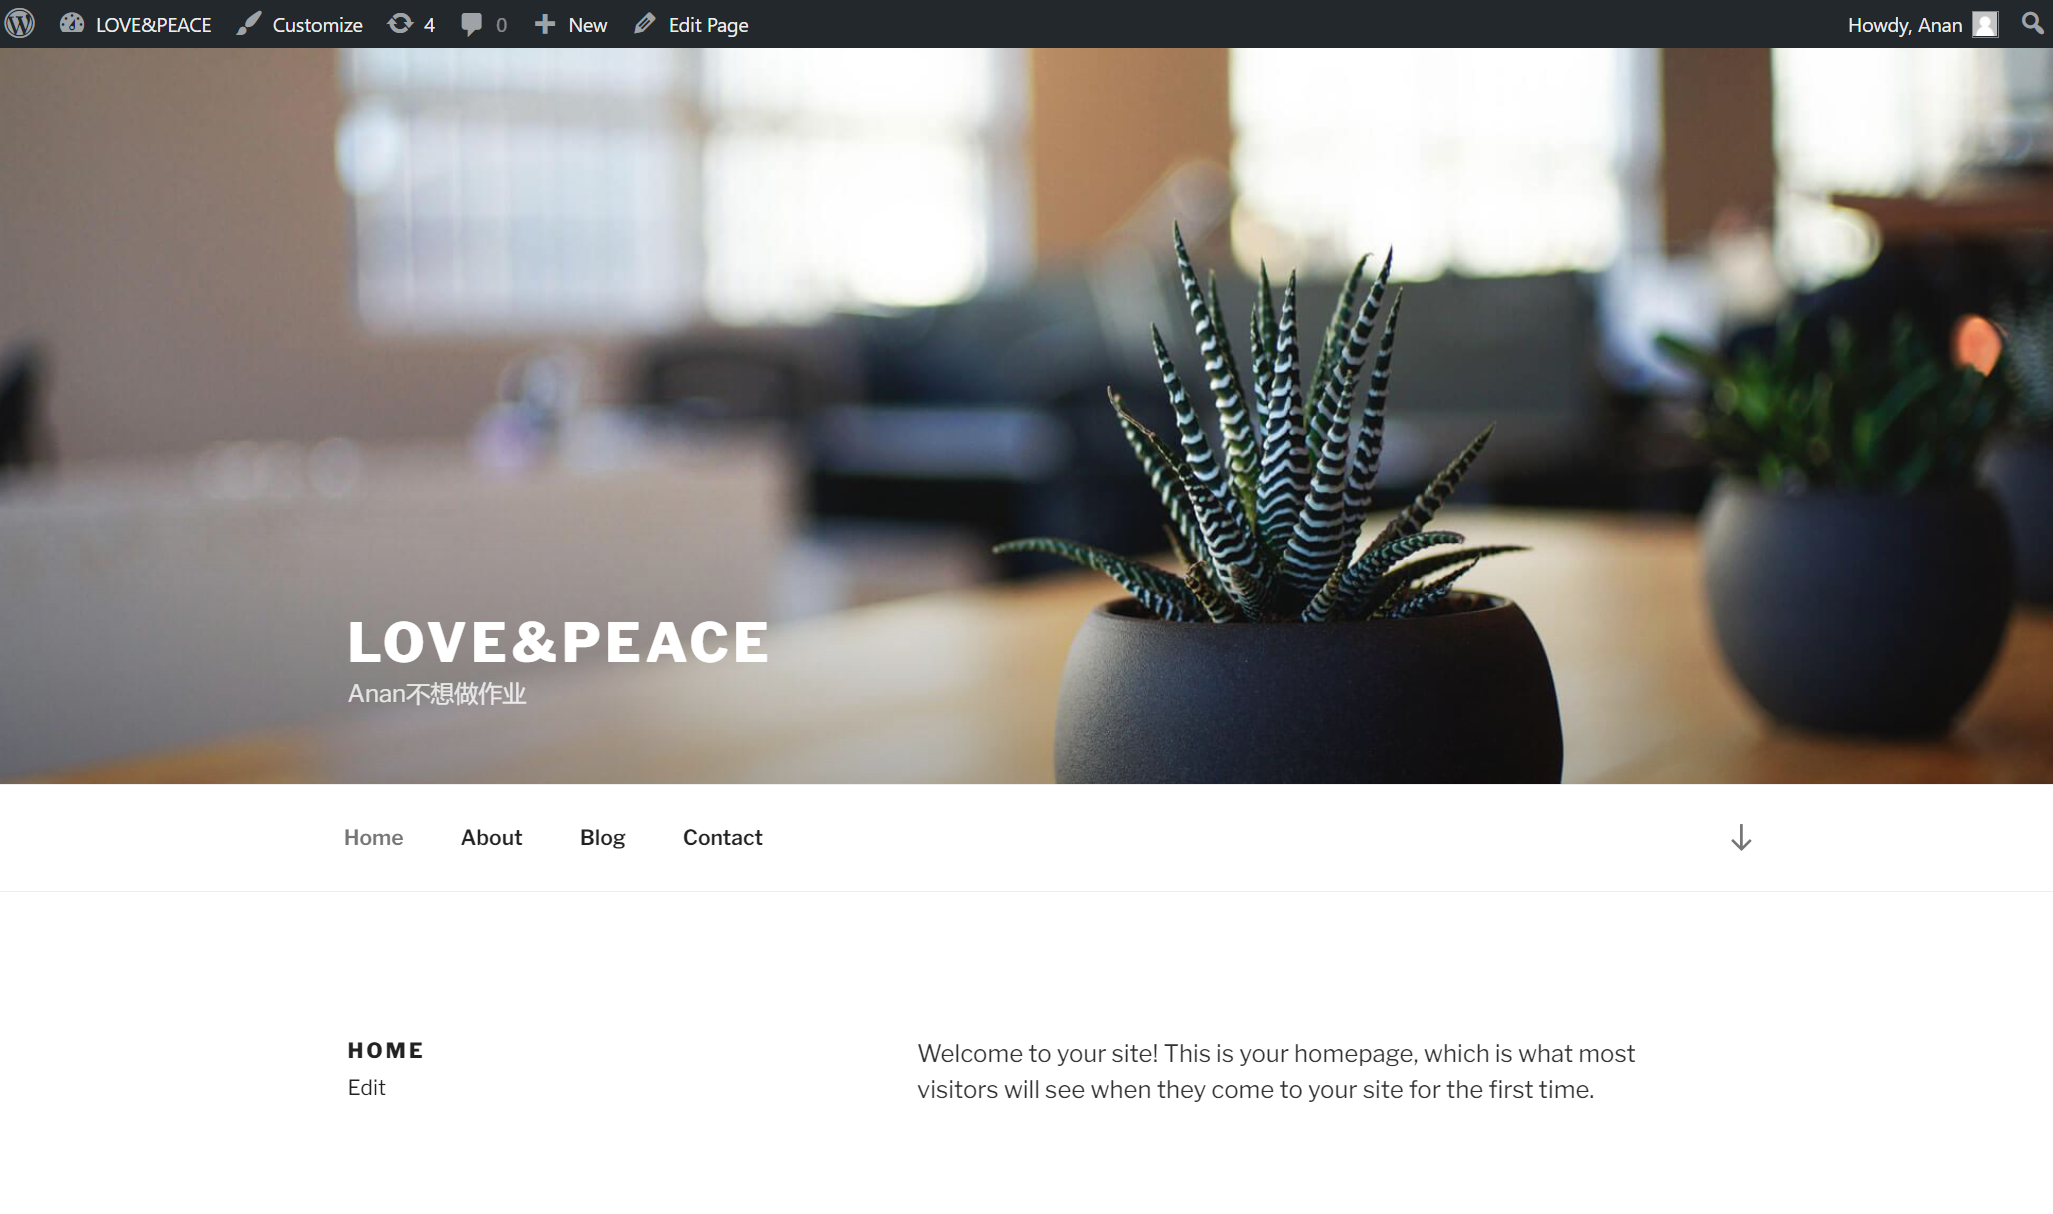 LOVE&PEACE Customize 4 0 New Edit Page Howdy, Anan
LOVE&PEACE
Anan不想做作业
Home About Blog Contact
HOME
Edit
Welcome to your site! This is your homepage, which is what most
visitors will see when they come to your site for the first time.